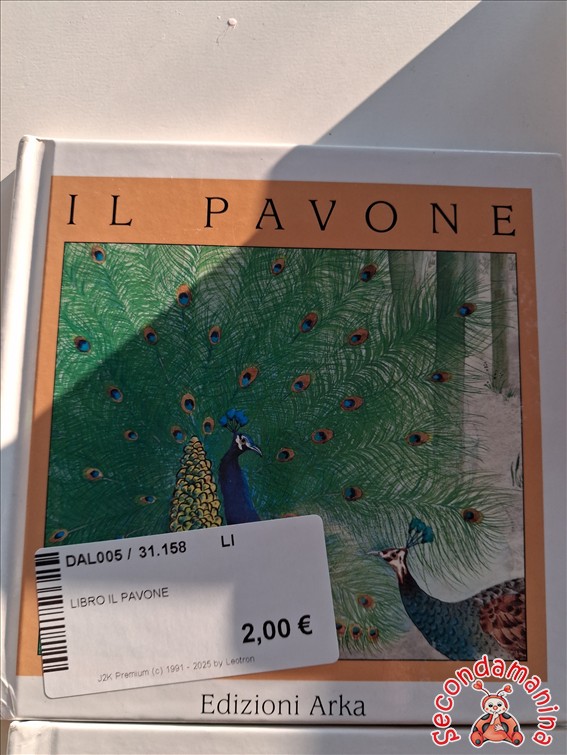 IL PAVONE
DAL005 / 31.158 LI
LIBRO IL PAVONE
2,00 €
J2K Premium (c) 1991 - 2025 by Leotron
Edizioni Arka
Secondamanina